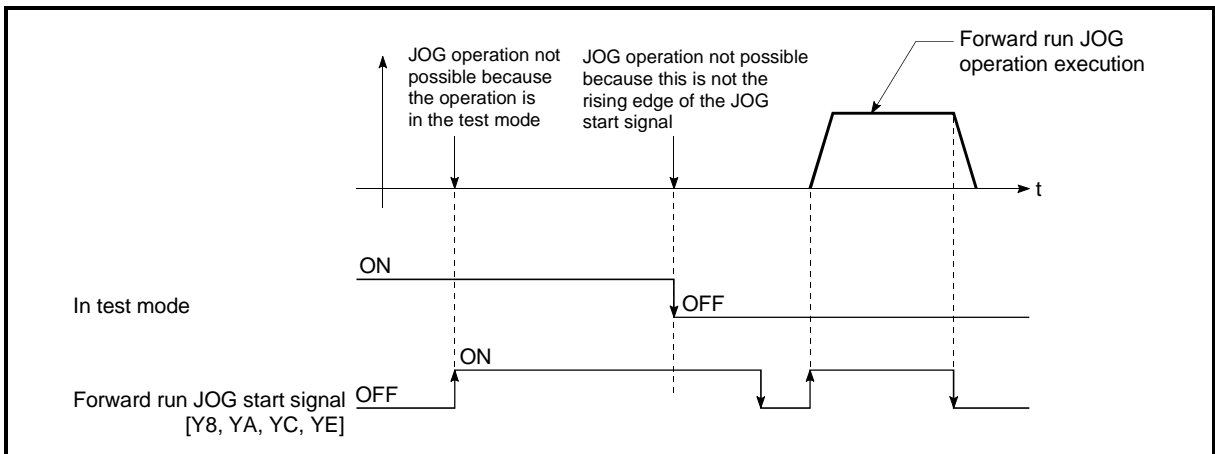 JOG operation not
possible because
the operation is
in the test mode
JOG operation not possible
because this is not the
rising edge of the JOG
start signal
Forward run JOG
operation execution
t
ON
In test mode
OFF
ON
Forward run JOG start signal
OFF
[Y8, YA, YC, YE]